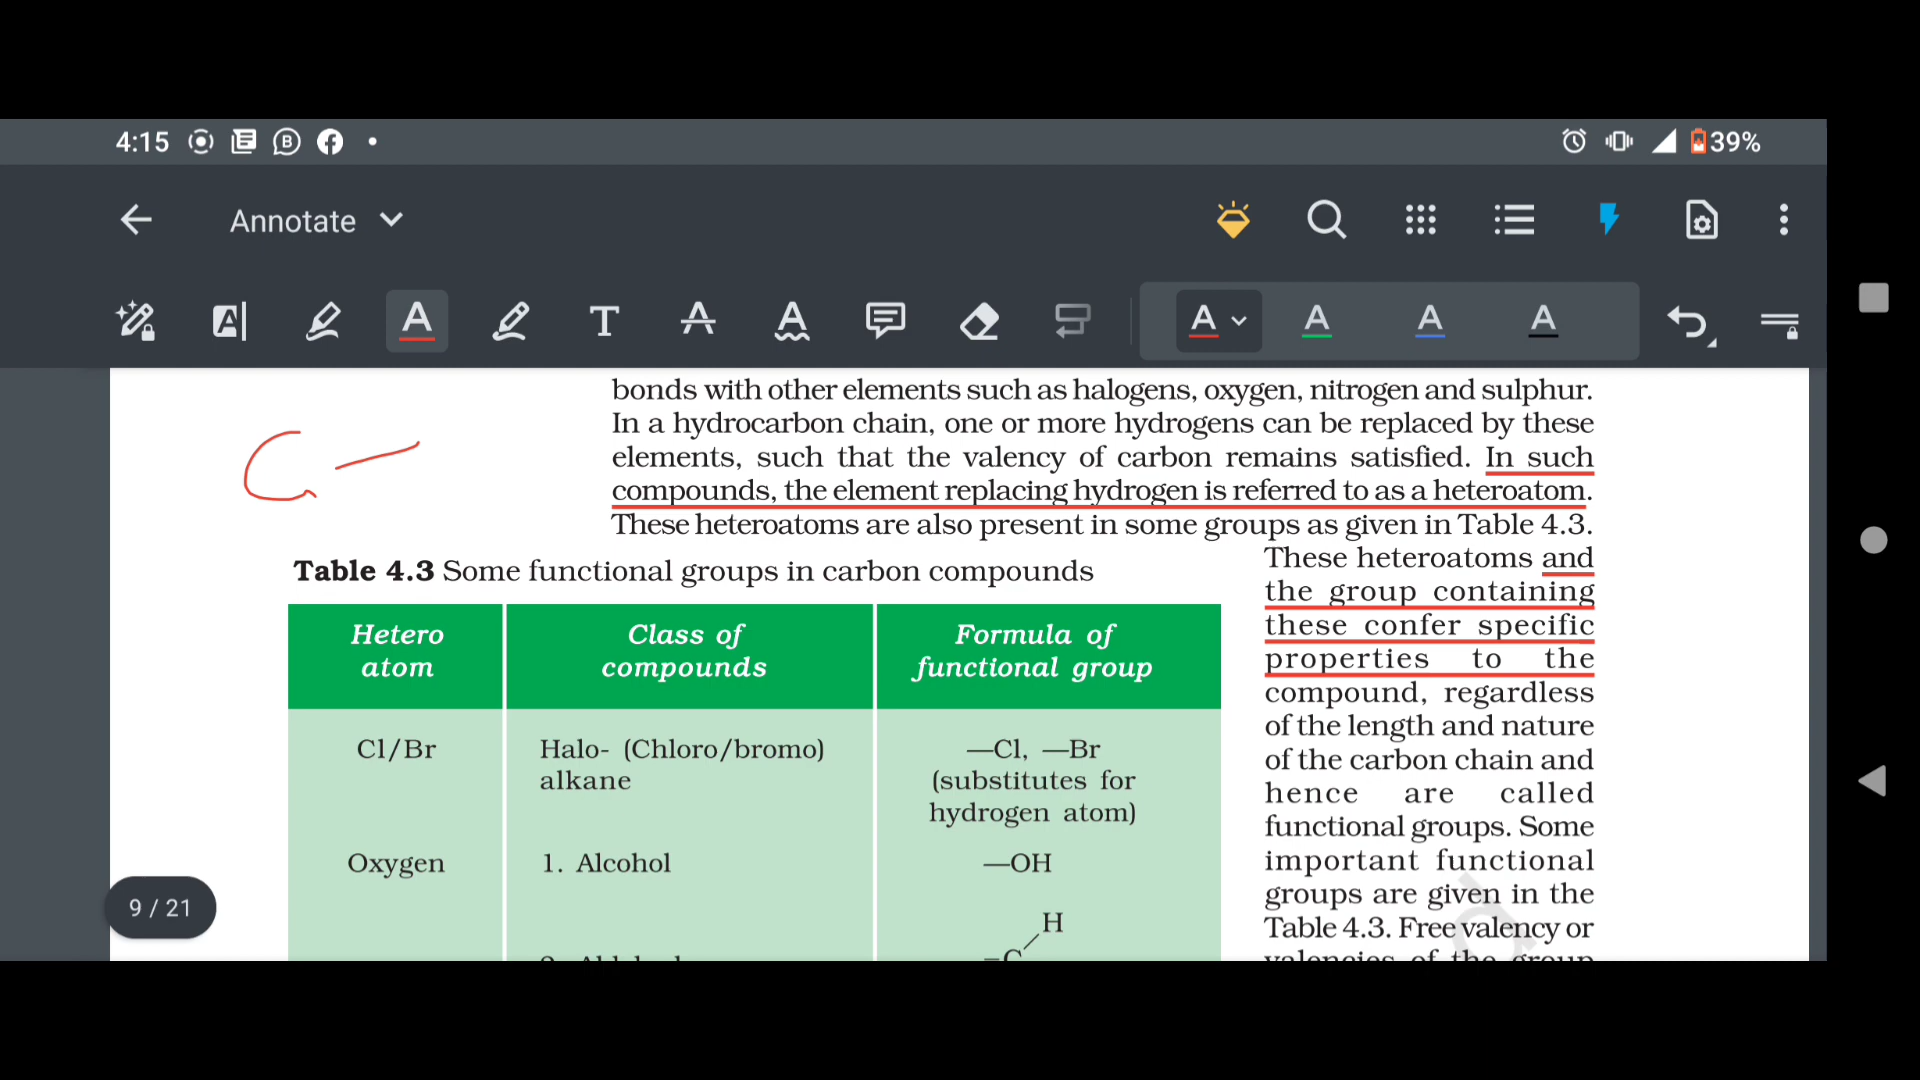 4:15
39%
Annotate
bonds with other elements such as halogens, oxygen, nitrogen and sulphur.
In a hydrocarbon chain, one or more hydrogens can be replaced by these
elements, such that the valency of carbon remains satisfied. In such
compounds, the element replacing hydrogen is referred to as a heteroatom.
These heteroatoms are also present in some groups as given in Table 4.3.
C –
Table 4.3 Some functional groups in carbon compounds
Hetero atom
Class of compounds
Formula of functional group
Cl/Br
Halo- (Chloro/bromo)
alkane
—Cl, —Br
(substitutes for
hydrogen atom)
Oxygen
1. Alcohol
—OH
H
–C
These heteroatoms and
the group containing
these confer specific
properties to the
compound, regardless
of the length and nature
of the carbon chain and
hence are called
functional groups. Some
important functional
groups are given in the
Table 4.3. Free valency or
valencies of the group
9 / 21